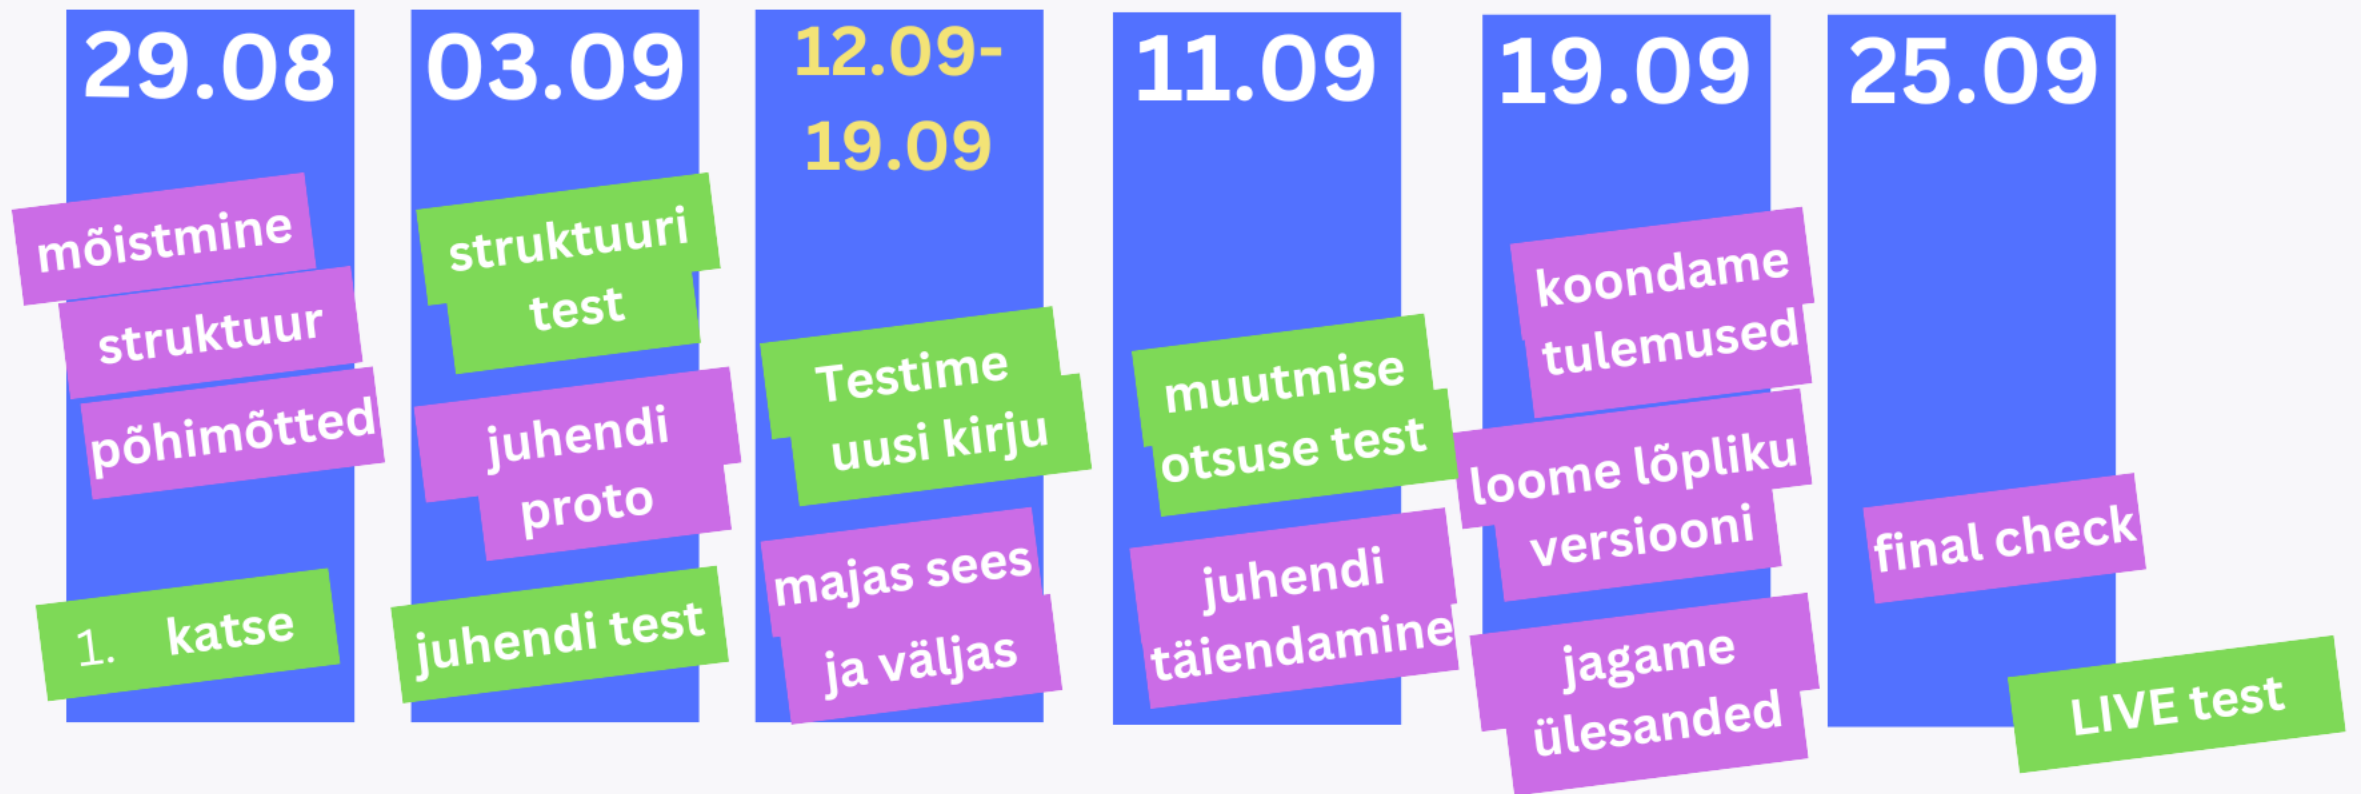 29.08
mõistmine
struktuur
põhimõtted
1. katse
03.09
struktuuri
test
juhendi
proto
juhendi test
12.09-
19.09
Testime
uusi kirju
majas sees
ja väljas
11.09
muutmise
otsuse test
juhendi
täiendamine
19.09
koondame
tulemused
loome lõpliku
versiooni
jagame
ülesanded
25.09
final check
LIVE test